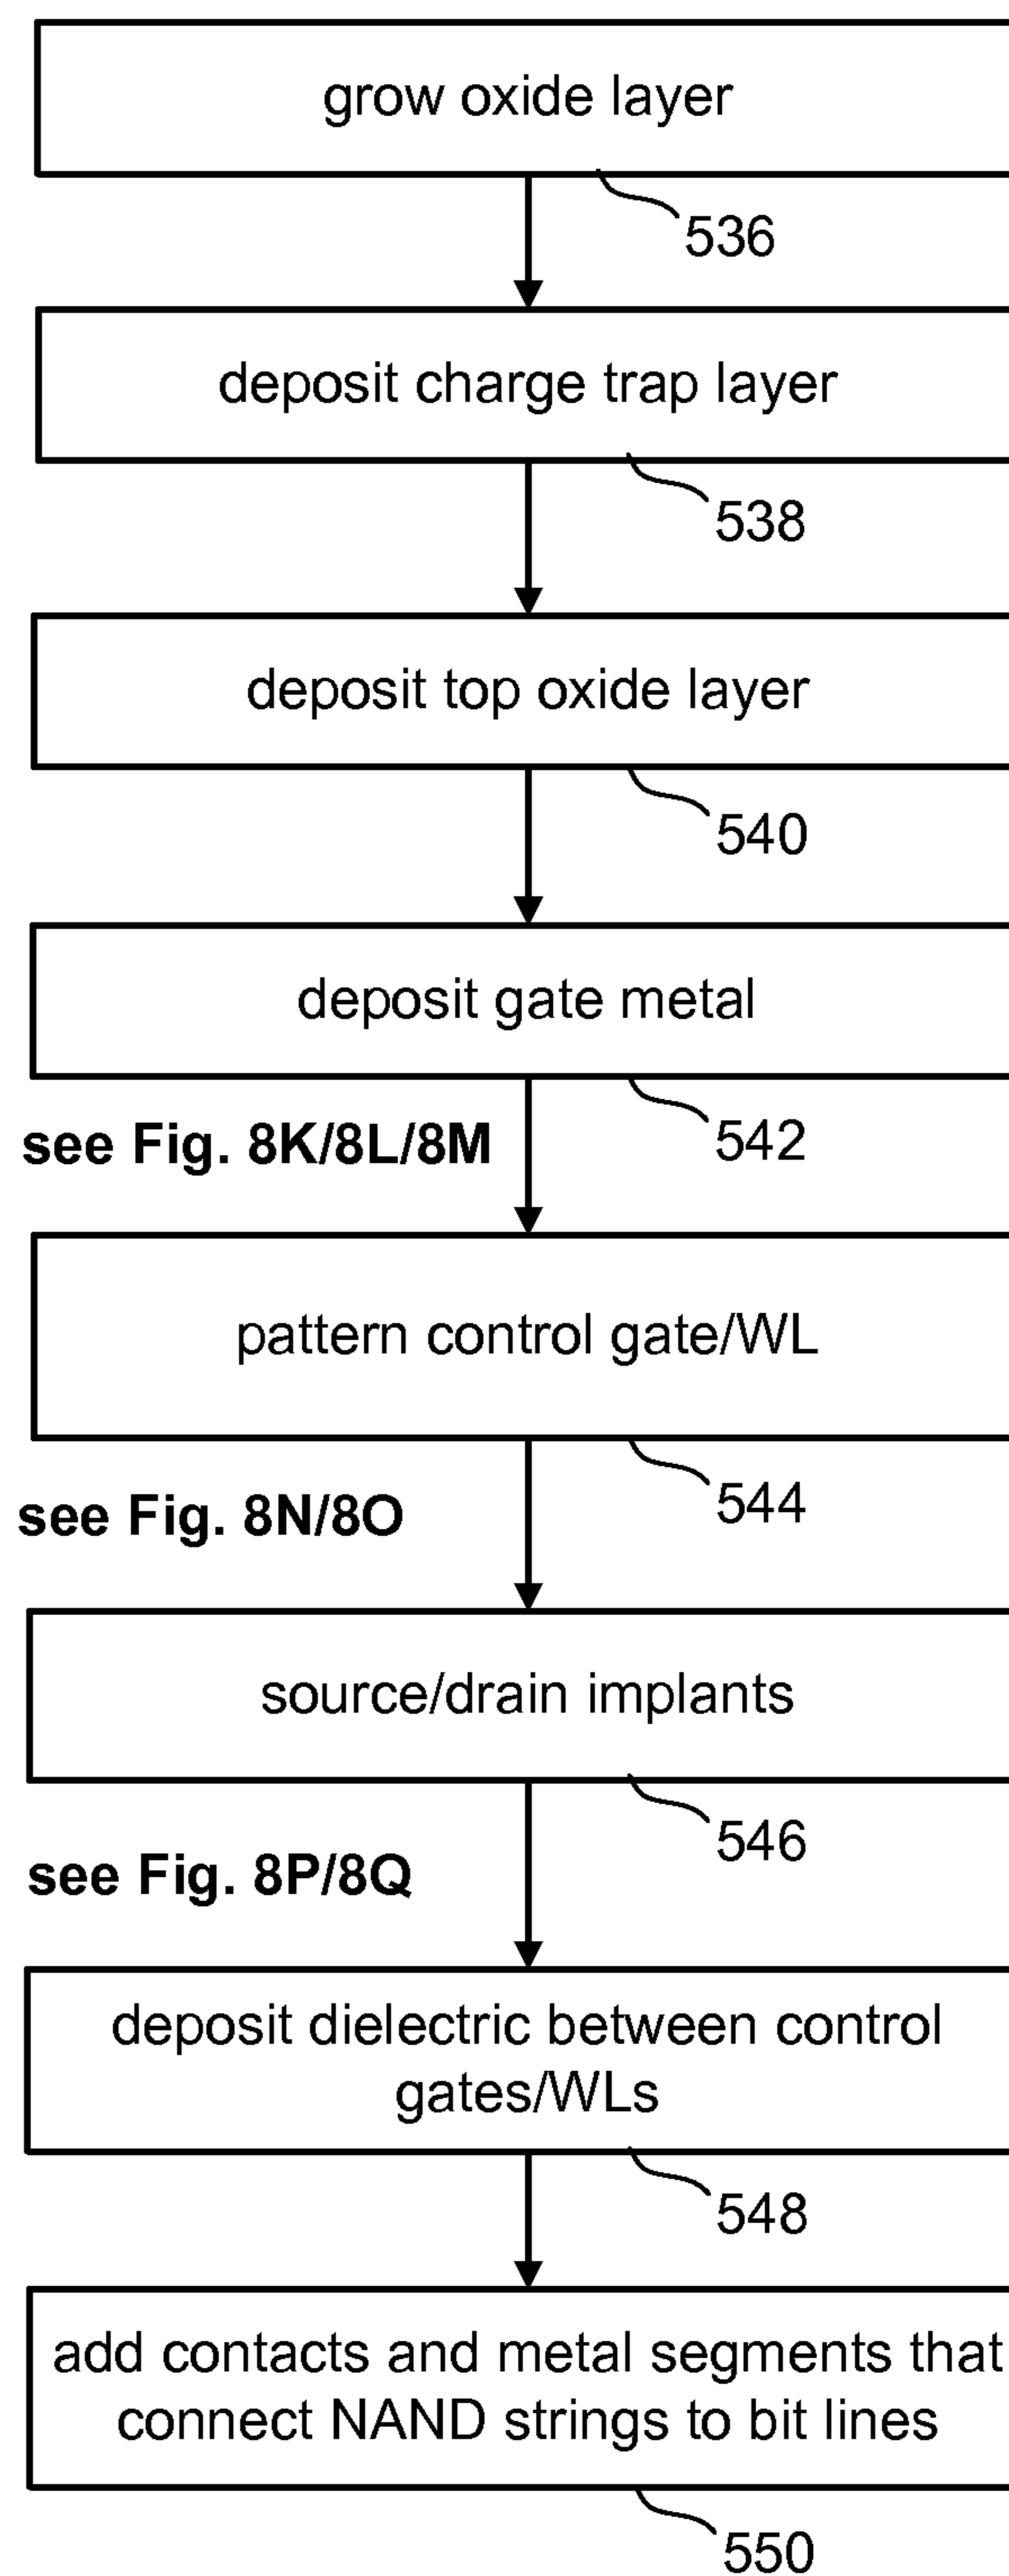 grow oxide layer
536
deposit charge trap layer
538
deposit top oxide layer
540
deposit gate metal
542
see Fig. 8K/8L/8M
pattern control gate/WL
544
see Fig. 8N/8O
source/drain implants
546
see Fig. 8P/8Q
deposit dielectric between control
gates/WLs
548
add contacts and metal segments that
connect NAND strings to bit lines
550